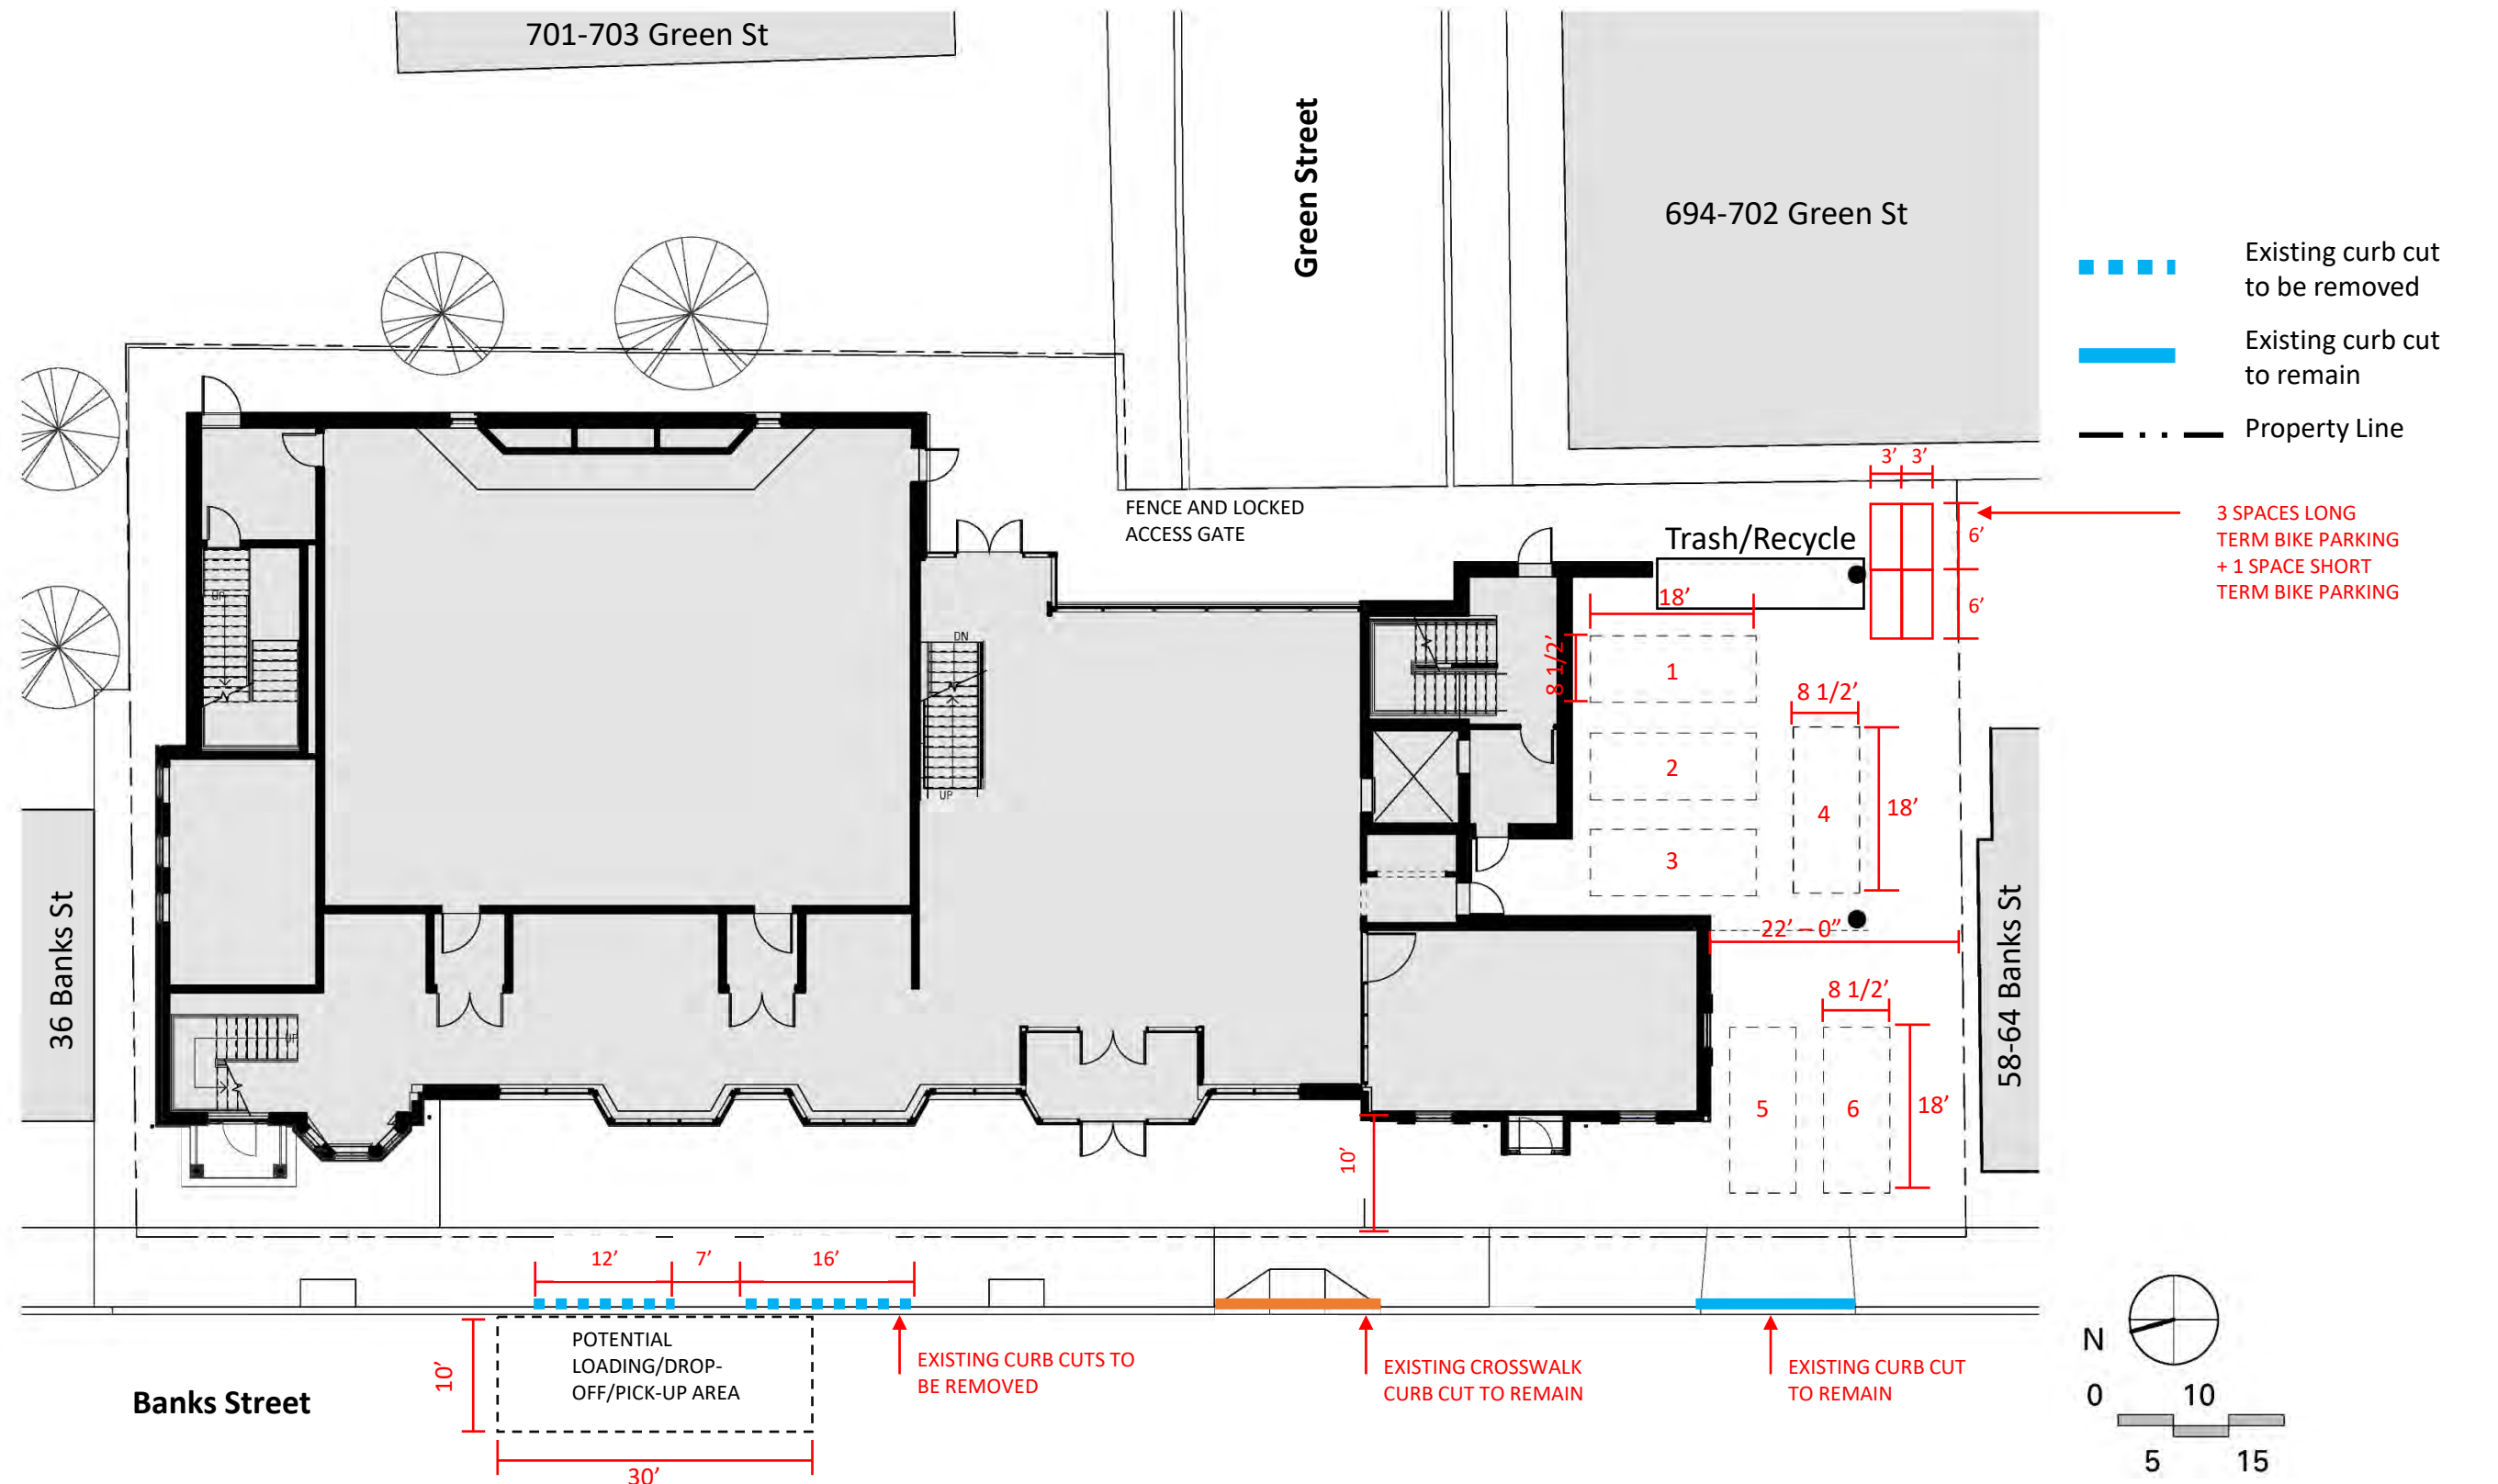 701-703 Green St
Green Street
694-702 Green St
Existing curb cut
to be removed
Existing curb cut
to remain
Property Line
3’ 3’
6’
6’
3 SPACES LONG
TERM BIKE PARKING
+ 1 SPACE SHORT
TERM BIKE PARKING
FENCE AND LOCKED
ACCESS GATE
Trash/Recycle
18’
8 1/2’
1
2
3
8 1/2’
4
18’
22’ – 0”
8 1/2’
5
6
18’
UP
DN
UP
UP
36 Banks St
58-64 Banks St
10’
12’
7’
16’
POTENTIAL
LOADING/DROP-
OFF/PICK-UP AREA
10’
30’
Banks Street
EXISTING CURB CUTS TO
BE REMOVED
EXISTING CROSSWALK
CURB CUT TO REMAIN
EXISTING CURB CUT
TO REMAIN
N
0 10
5 15